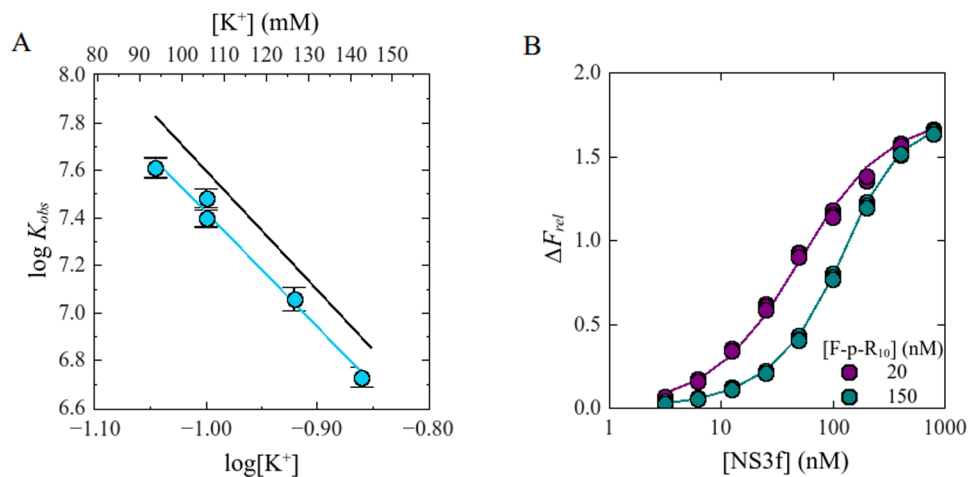 A
[K⁺] (mM)
80 90 100 110 120 130 140 150
8.0
7.8
7.6
7.4
7.2
7.0
6.8
6.6
log K_obs
−1.10 −1.00 −0.90 −0.80
log[K⁺]
B
2.0
1.5
1.0
0.5
0.0
ΔF_rel
[F-p-R₁₀] (nM)
20
150
1 10 100 1000
[NS3f] (nM)